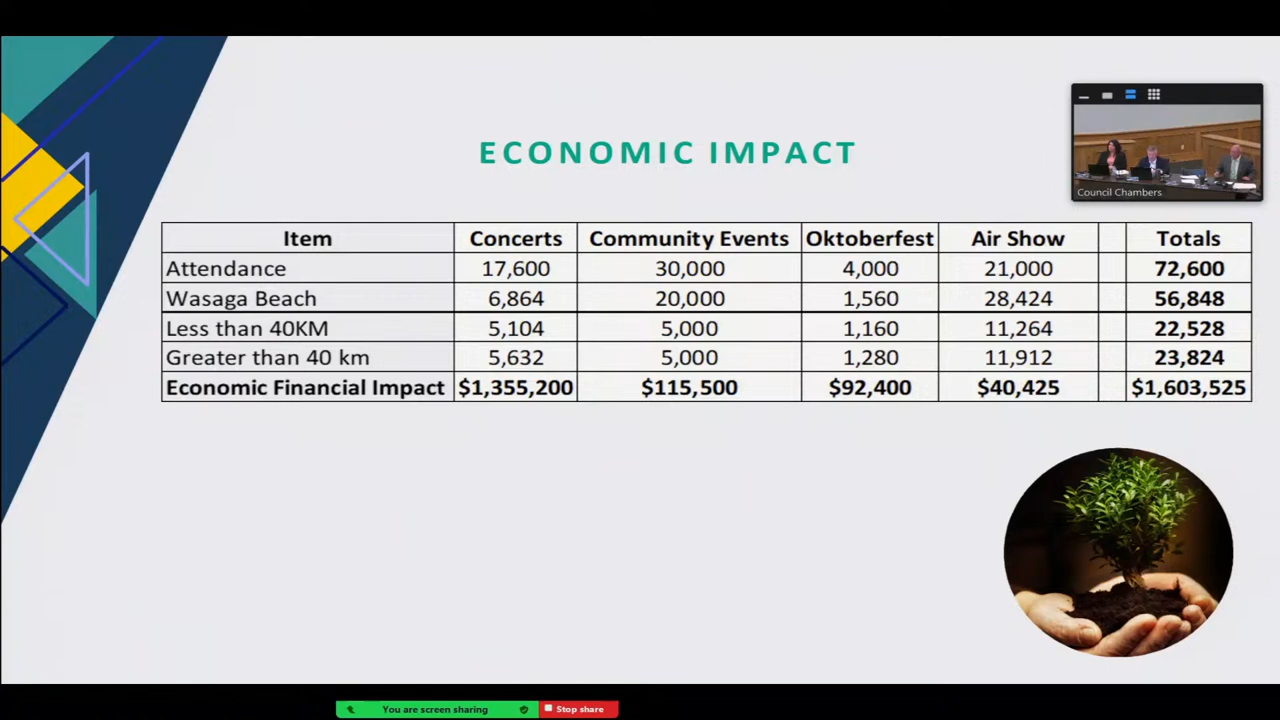 ECONOMIC IMPACT
Council Chambers
Item Concerts Community Events Oktoberfest Air Show Totals
Attendance 17,600 30,000 4,000 21,000 72,600
Wasaga Beach 6,864 20,000 1,560 28,424 56,848
Less than 40KM 5,104 5,000 1,160 11,264 22,528
Greater than 40 km 5,632 5,000 1,280 11,912 23,824
Economic Financial Impact $1,355,200 $115,500 $92,400 $40,425 $1,603,525
You are screen sharing Stop share